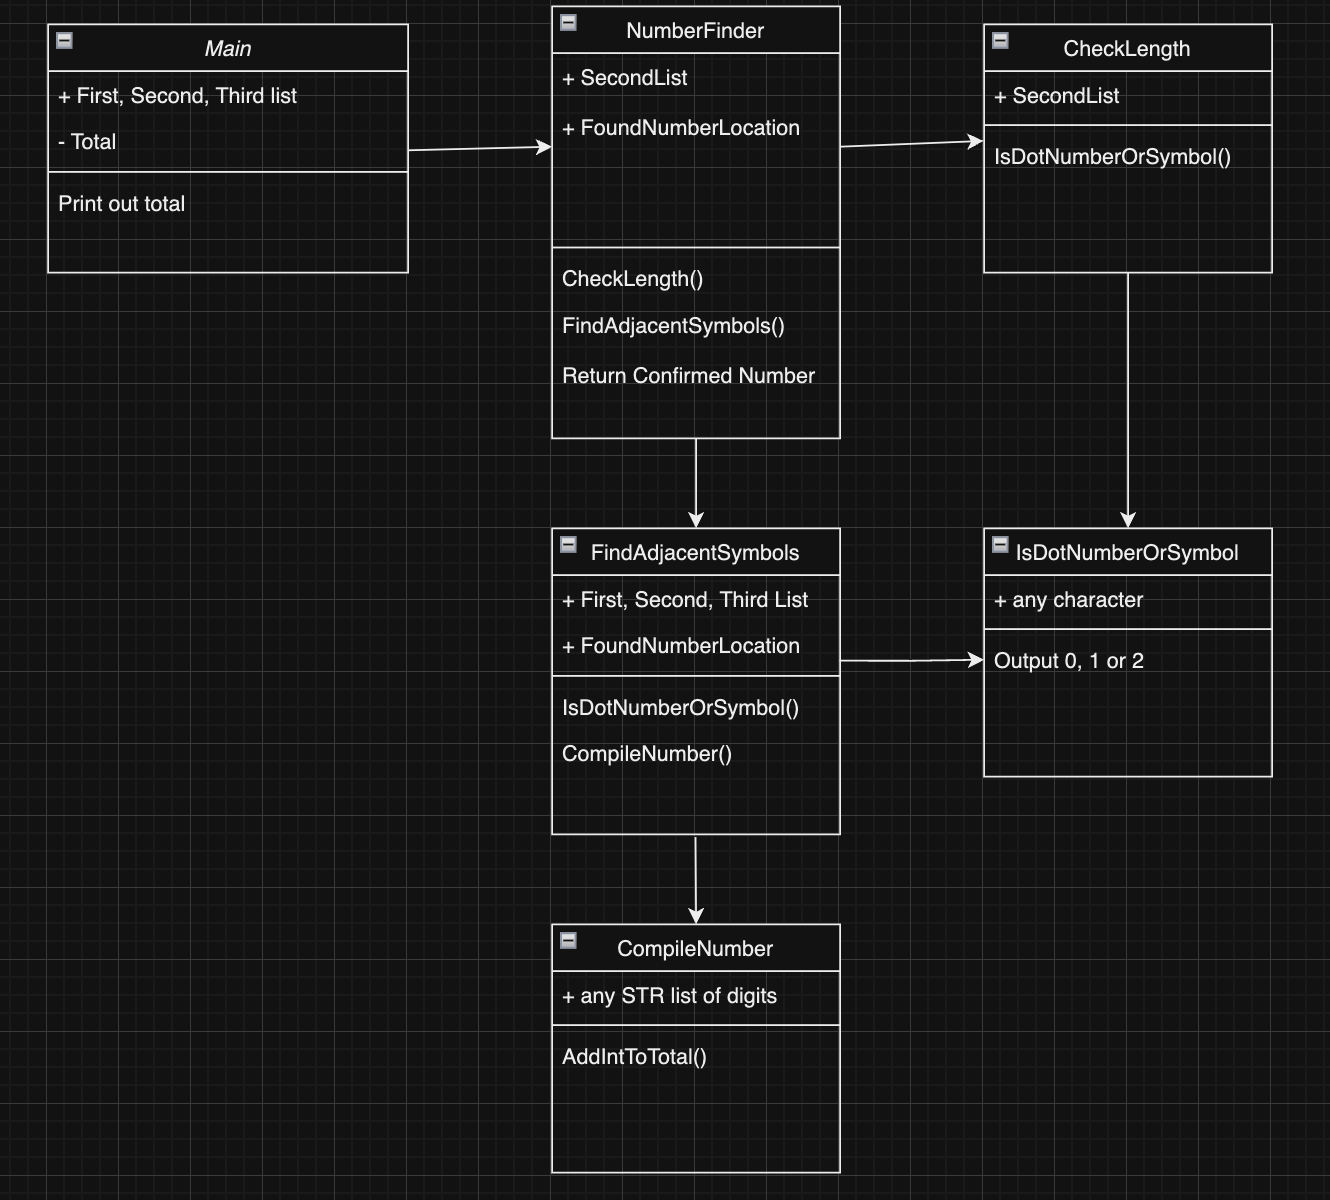 Main
+ First, Second, Third list
- Total
Print out total
NumberFinder
+ SecondList
+ FoundNumberLocation
CheckLength()
FindAdjacentSymbols()
Return Confirmed Number
CheckLength
+ SecondList
IsDotNumberOrSymbol()
FindAdjacentSymbols
+ First, Second, Third List
+ FoundNumberLocation
IsDotNumberOrSymbol()
CompileNumber()
IsDotNumberOrSymbol
+ any character
Output 0, 1 or 2
CompileNumber
+ any STR list of digits
AddIntToTotal()